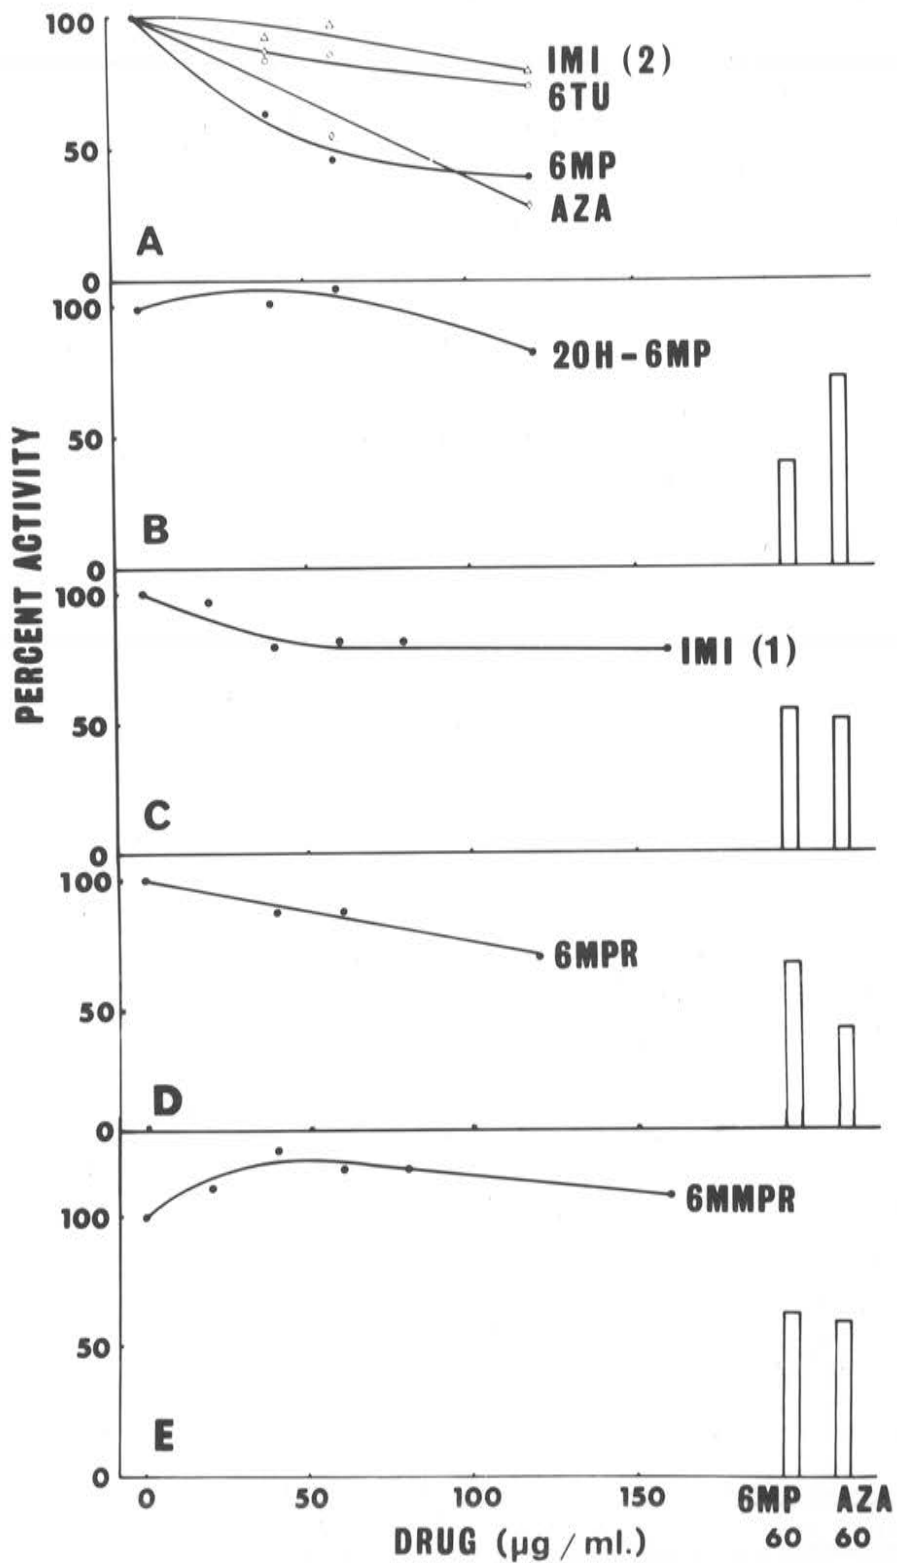 100
IMI (2)
6TU
50
6MP
AZA
A
0
100
20H-6MP
50
B
0
100
IMI (1)
50
C
0
100
6MPR
50
D
0
6MMPR
100
50
E
0
PERCENT ACTIVITY
0 50 100 150 6MP AZA
60 60
DRUG (µg / ml.)